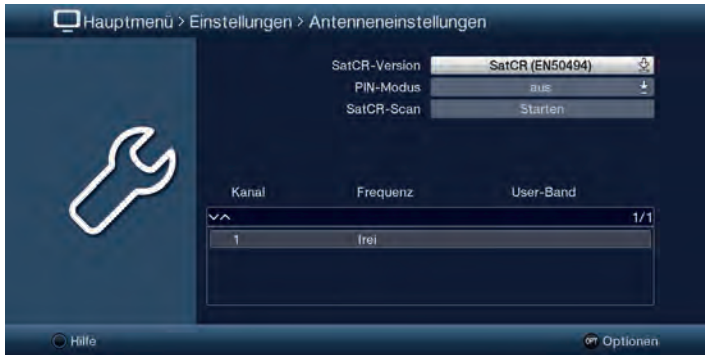 Hauptmenü > Einstellungen > Antenneneinstellungen
SatCR-Version SatCR (EN50494)
PIN-Modus aus
SatCR-Scan Starten
Kanal Frequenz User-Band
1/1
1 frei
Hilfe OPT Optionen